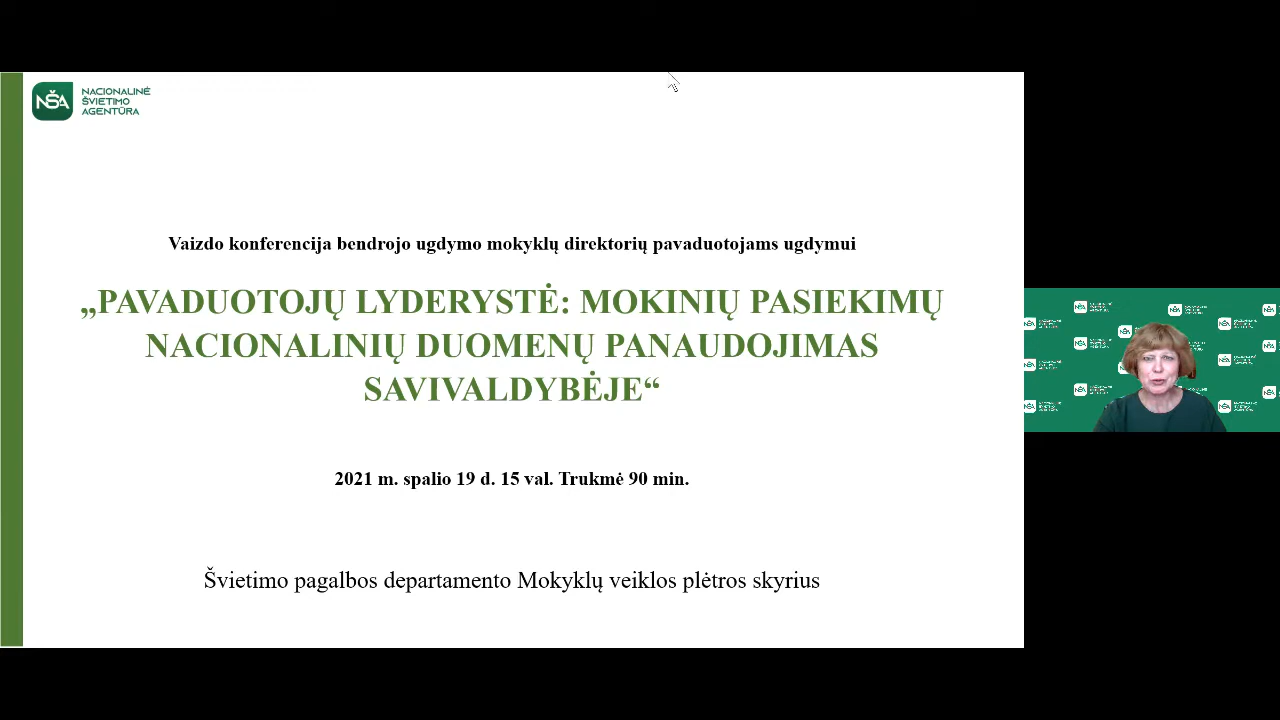 NŠA
NACIONALINĖ
ŠVIETIMO
AGENTŪRA
Vaizdo konferencija bendrojo ugdymo mokyklų direktorių pavaduotojams ugdymui
„PAVADUOTOJŲ LYDERYSTĖ: MOKINIŲ PASIEKIMŲ
NACIONALINIŲ DUOMENŲ PANAUDOJIMAS
SAVIVALDYBĖJE“
2021 m. spalio 19 d. 15 val. Trukmė 90 min.
Švietimo pagalbos departamento Mokyklų veiklos plėtros skyrius